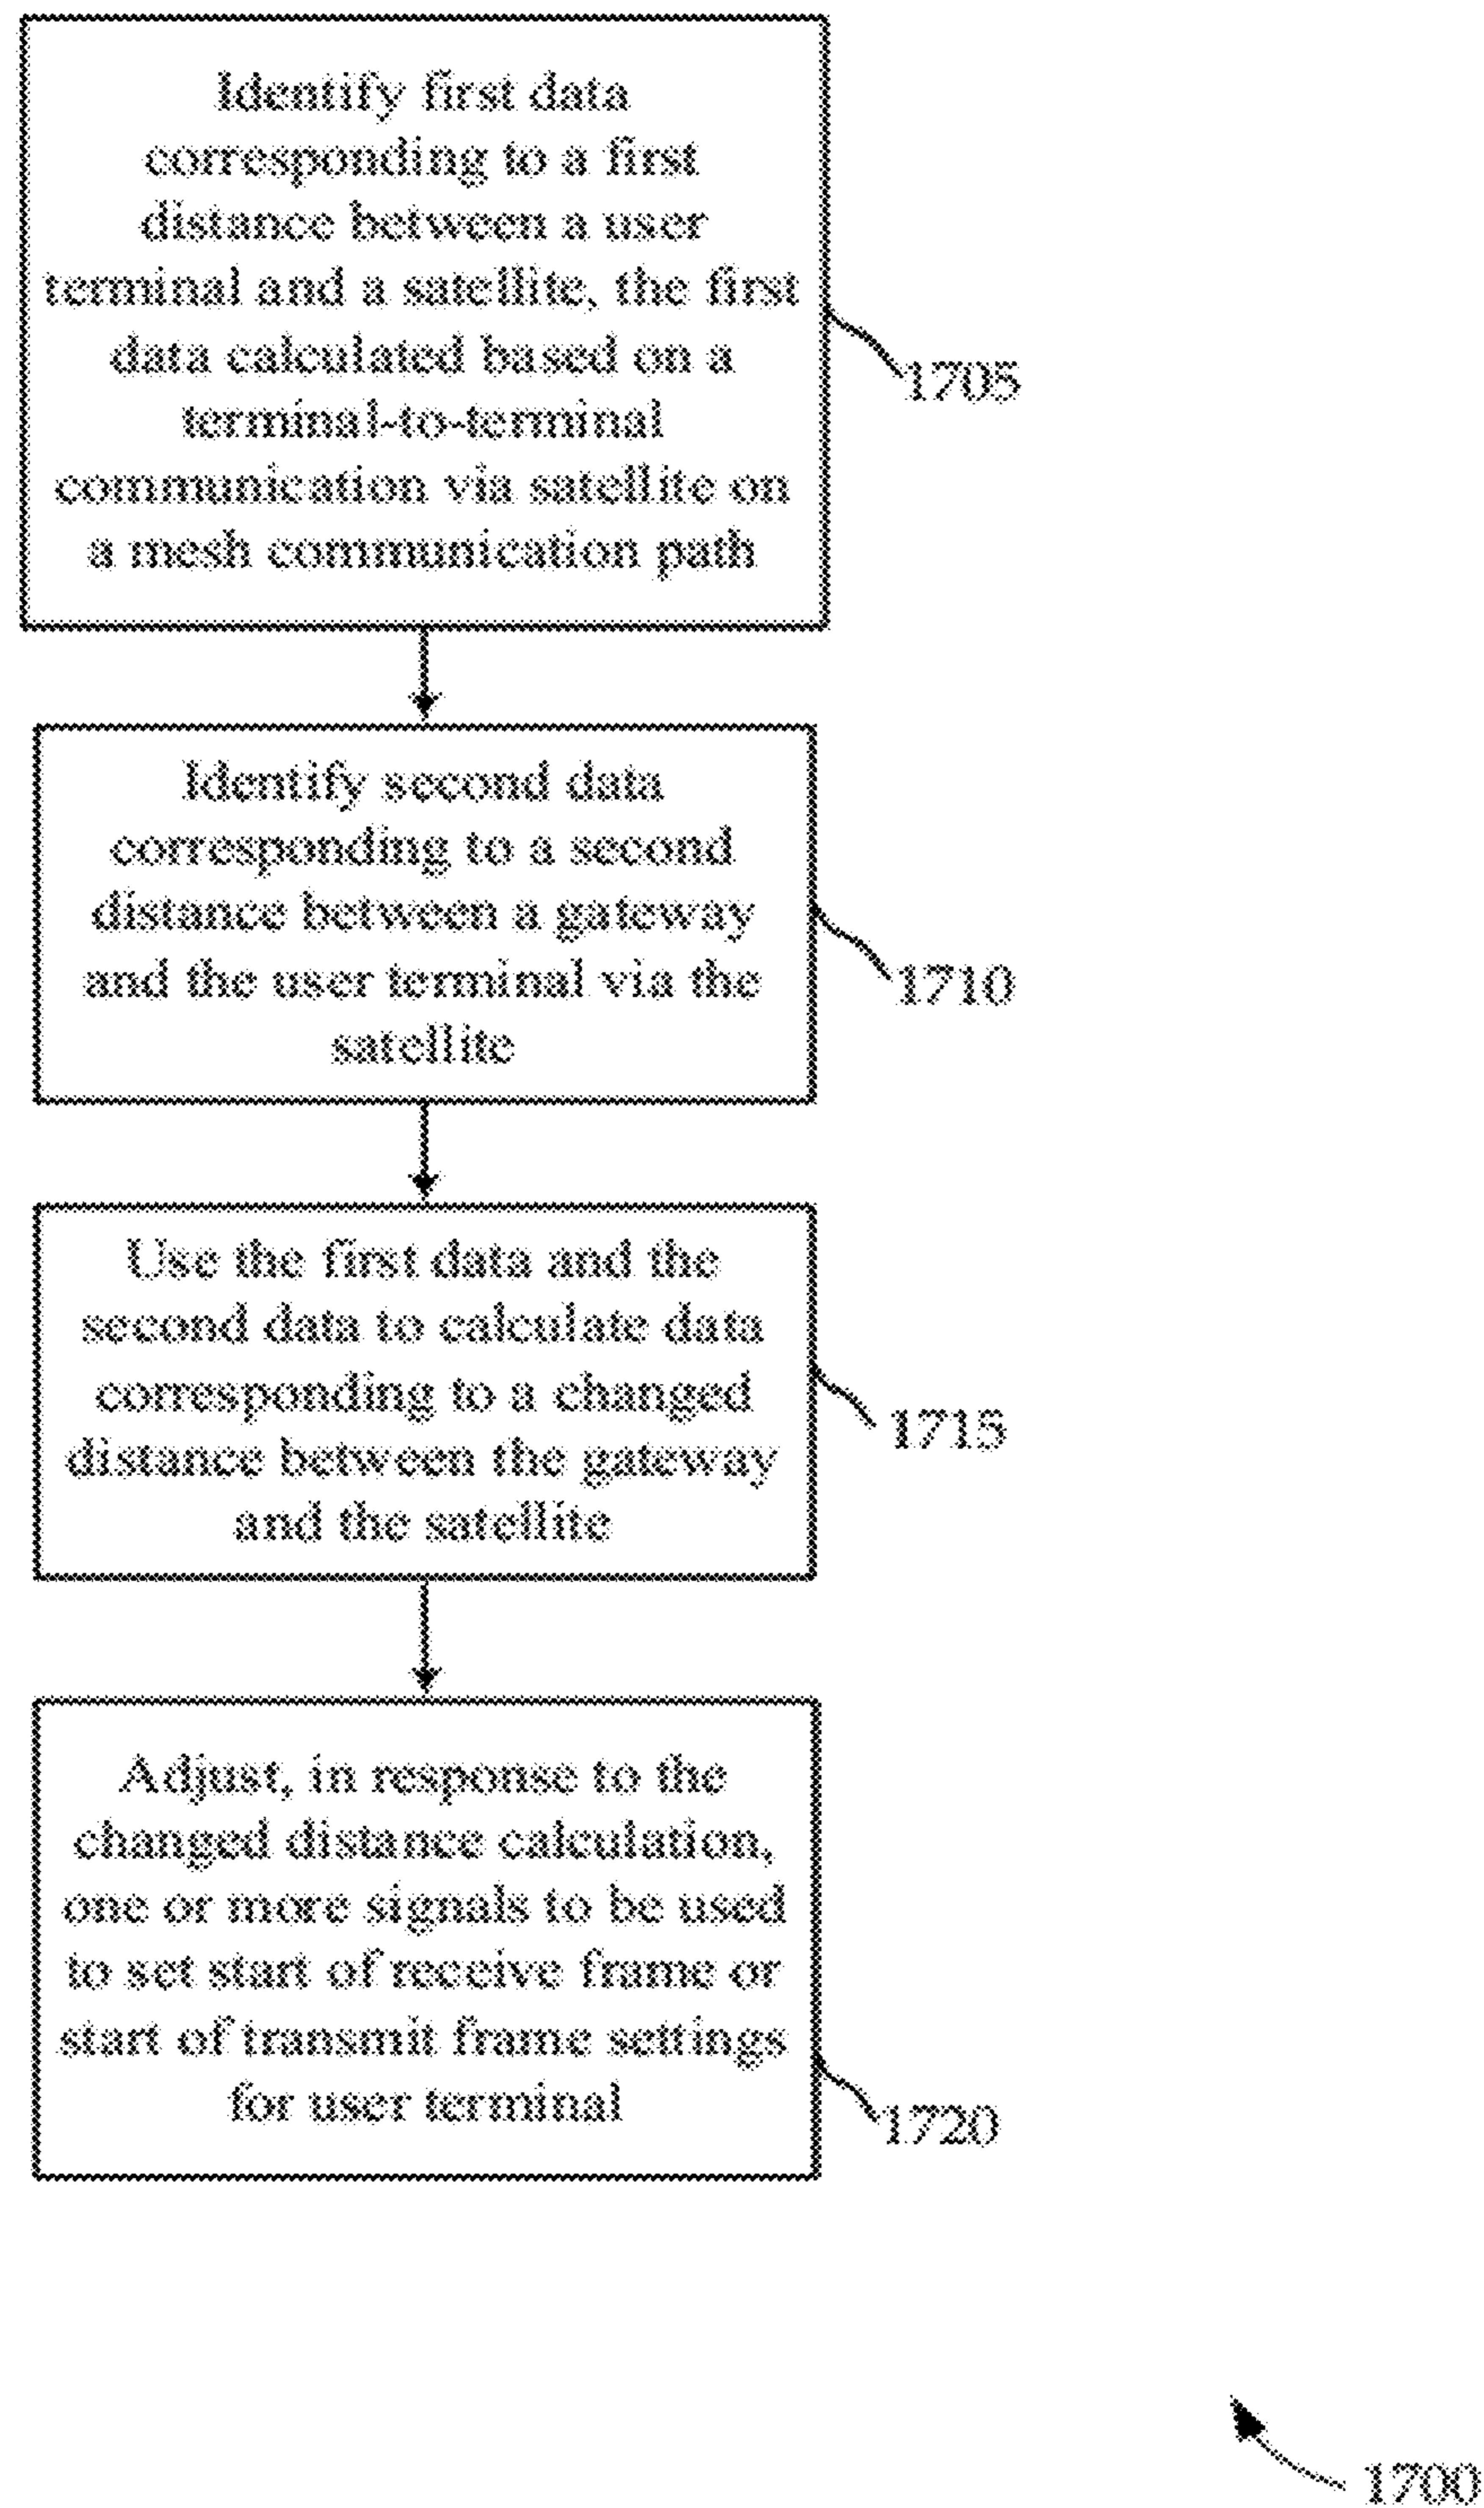 Identify first data
corresponding to a first
distance between a user
terminal and a satellite, the first
data calculated based on a
terminal-to-terminal
communication via satellite on
a mesh communication path
1705
Identify second data
corresponding to a second
distance between a gateway
and the user terminal via the
satellite
1710
Use the first data and the
second data to calculate data
corresponding to a changed
distance between the gateway
and the satellite
1715
Adjust, in response to the
changed distance calculation,
one or more signals to be used
to set start of receive frame or
start of transmit frame settings
for user terminal
1720
1700